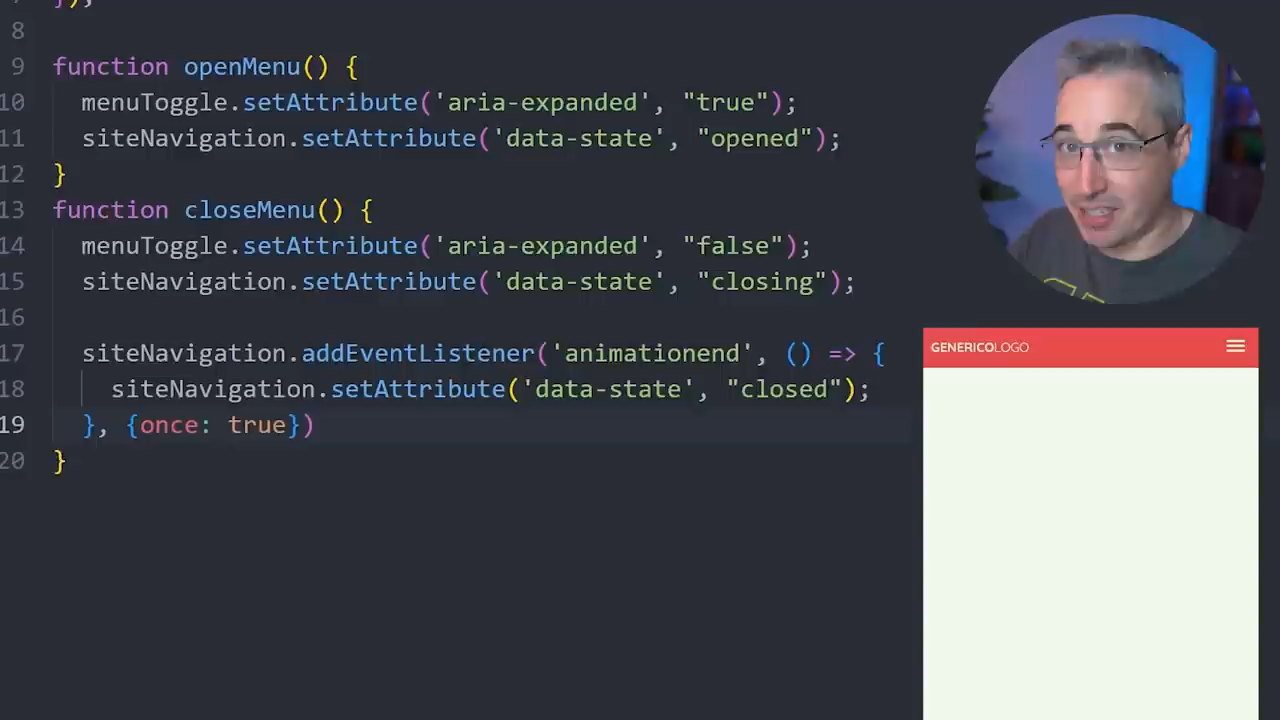 });
8
9 function openMenu() {
10 menuToggle.setAttribute('aria-expanded', "true");
11 siteNavigation.setAttribute('data-state', "opened");
12 }
13 function closeMenu() {
14 menuToggle.setAttribute('aria-expanded', "false");
15 siteNavigation.setAttribute('data-state', "closing");
16
17 siteNavigation.addEventListener('animationend', () => {
18 siteNavigation.setAttribute('data-state', "closed");
19 }, {once: true})
20 }
GENERICOLOGO